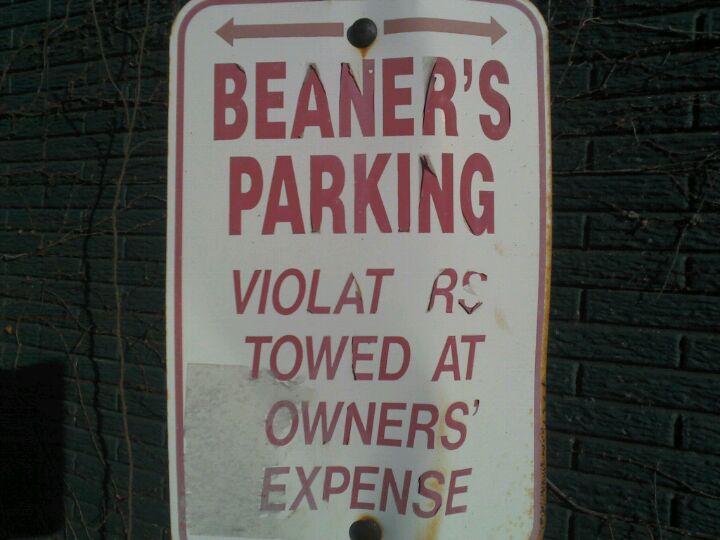 BEANER'S
PARKING
VIOLAT RS
TOWED AT
OWNERS'
EXPENSE